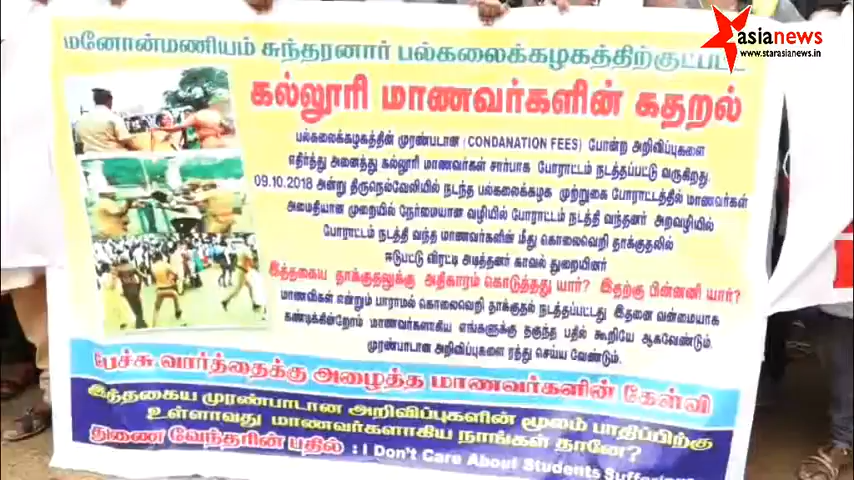 asianews
www.starasianews.in
மனோன்மணியம் சுந்தரனார் பல்கலைக்கழகத்திற்குட்பட்ட
கல்லூரி மாணவர்களின் கதறல்
பல்கலைக்கழகத்தின் முரண்பாடான (CONDANATION FEES) போன்ற அறிவிப்புகளை
எதிர்த்து அனைத்து கல்லூரி மாணவர்கள் சார்பாக போராட்டம் நடத்தப்பட்டு வருகிறது.
09.10.2018 அன்று திருநெல்வேலியில் நடந்த பல்கலைக்கழக முற்றுகை போராட்டத்தில் மாணவர்கள்
அமைதியான முறையில் நேர்மையான வழியில் போராட்டம் நடத்தி வந்தனர் அறவழியில்
போராட்டம் நடத்தி வந்த மாணவர்களின் மீது கொலைவெறி தாக்குதலில்
ஈடுபட்டு விரட்டி அடித்தனர் காவல் துறையினர்
இத்தகைய தாக்குதலுக்கு அதிகாரம் கொடுத்தது யார்? இதற்கு பின்னணி யார்?
மாணவிகள் என்றும் பாராமல் கொலைவெறி தாக்குதல் நடத்தப்பட்டது இதனை வன்மையாக
கண்டிக்கின்றோம் மாணவர்களாகிய எங்களுக்கு தகுந்த பதில் கூறியே ஆகவேண்டும்.
முரண்பாடான அறிவிப்புகளை ரத்து செய்ய வேண்டும்.
பேச்சு வார்த்தைக்கு அழைத்த மாணவர்களின் கேள்வி
இத்தகைய முரண்பாடான அறிவிப்புகளின் மூலம் பாதிப்பிற்கு
உள்ளாவது மாணவர்களாகிய நாங்கள் தானே?
துணை வேந்தரின் பதில் : I Don't Care About Students